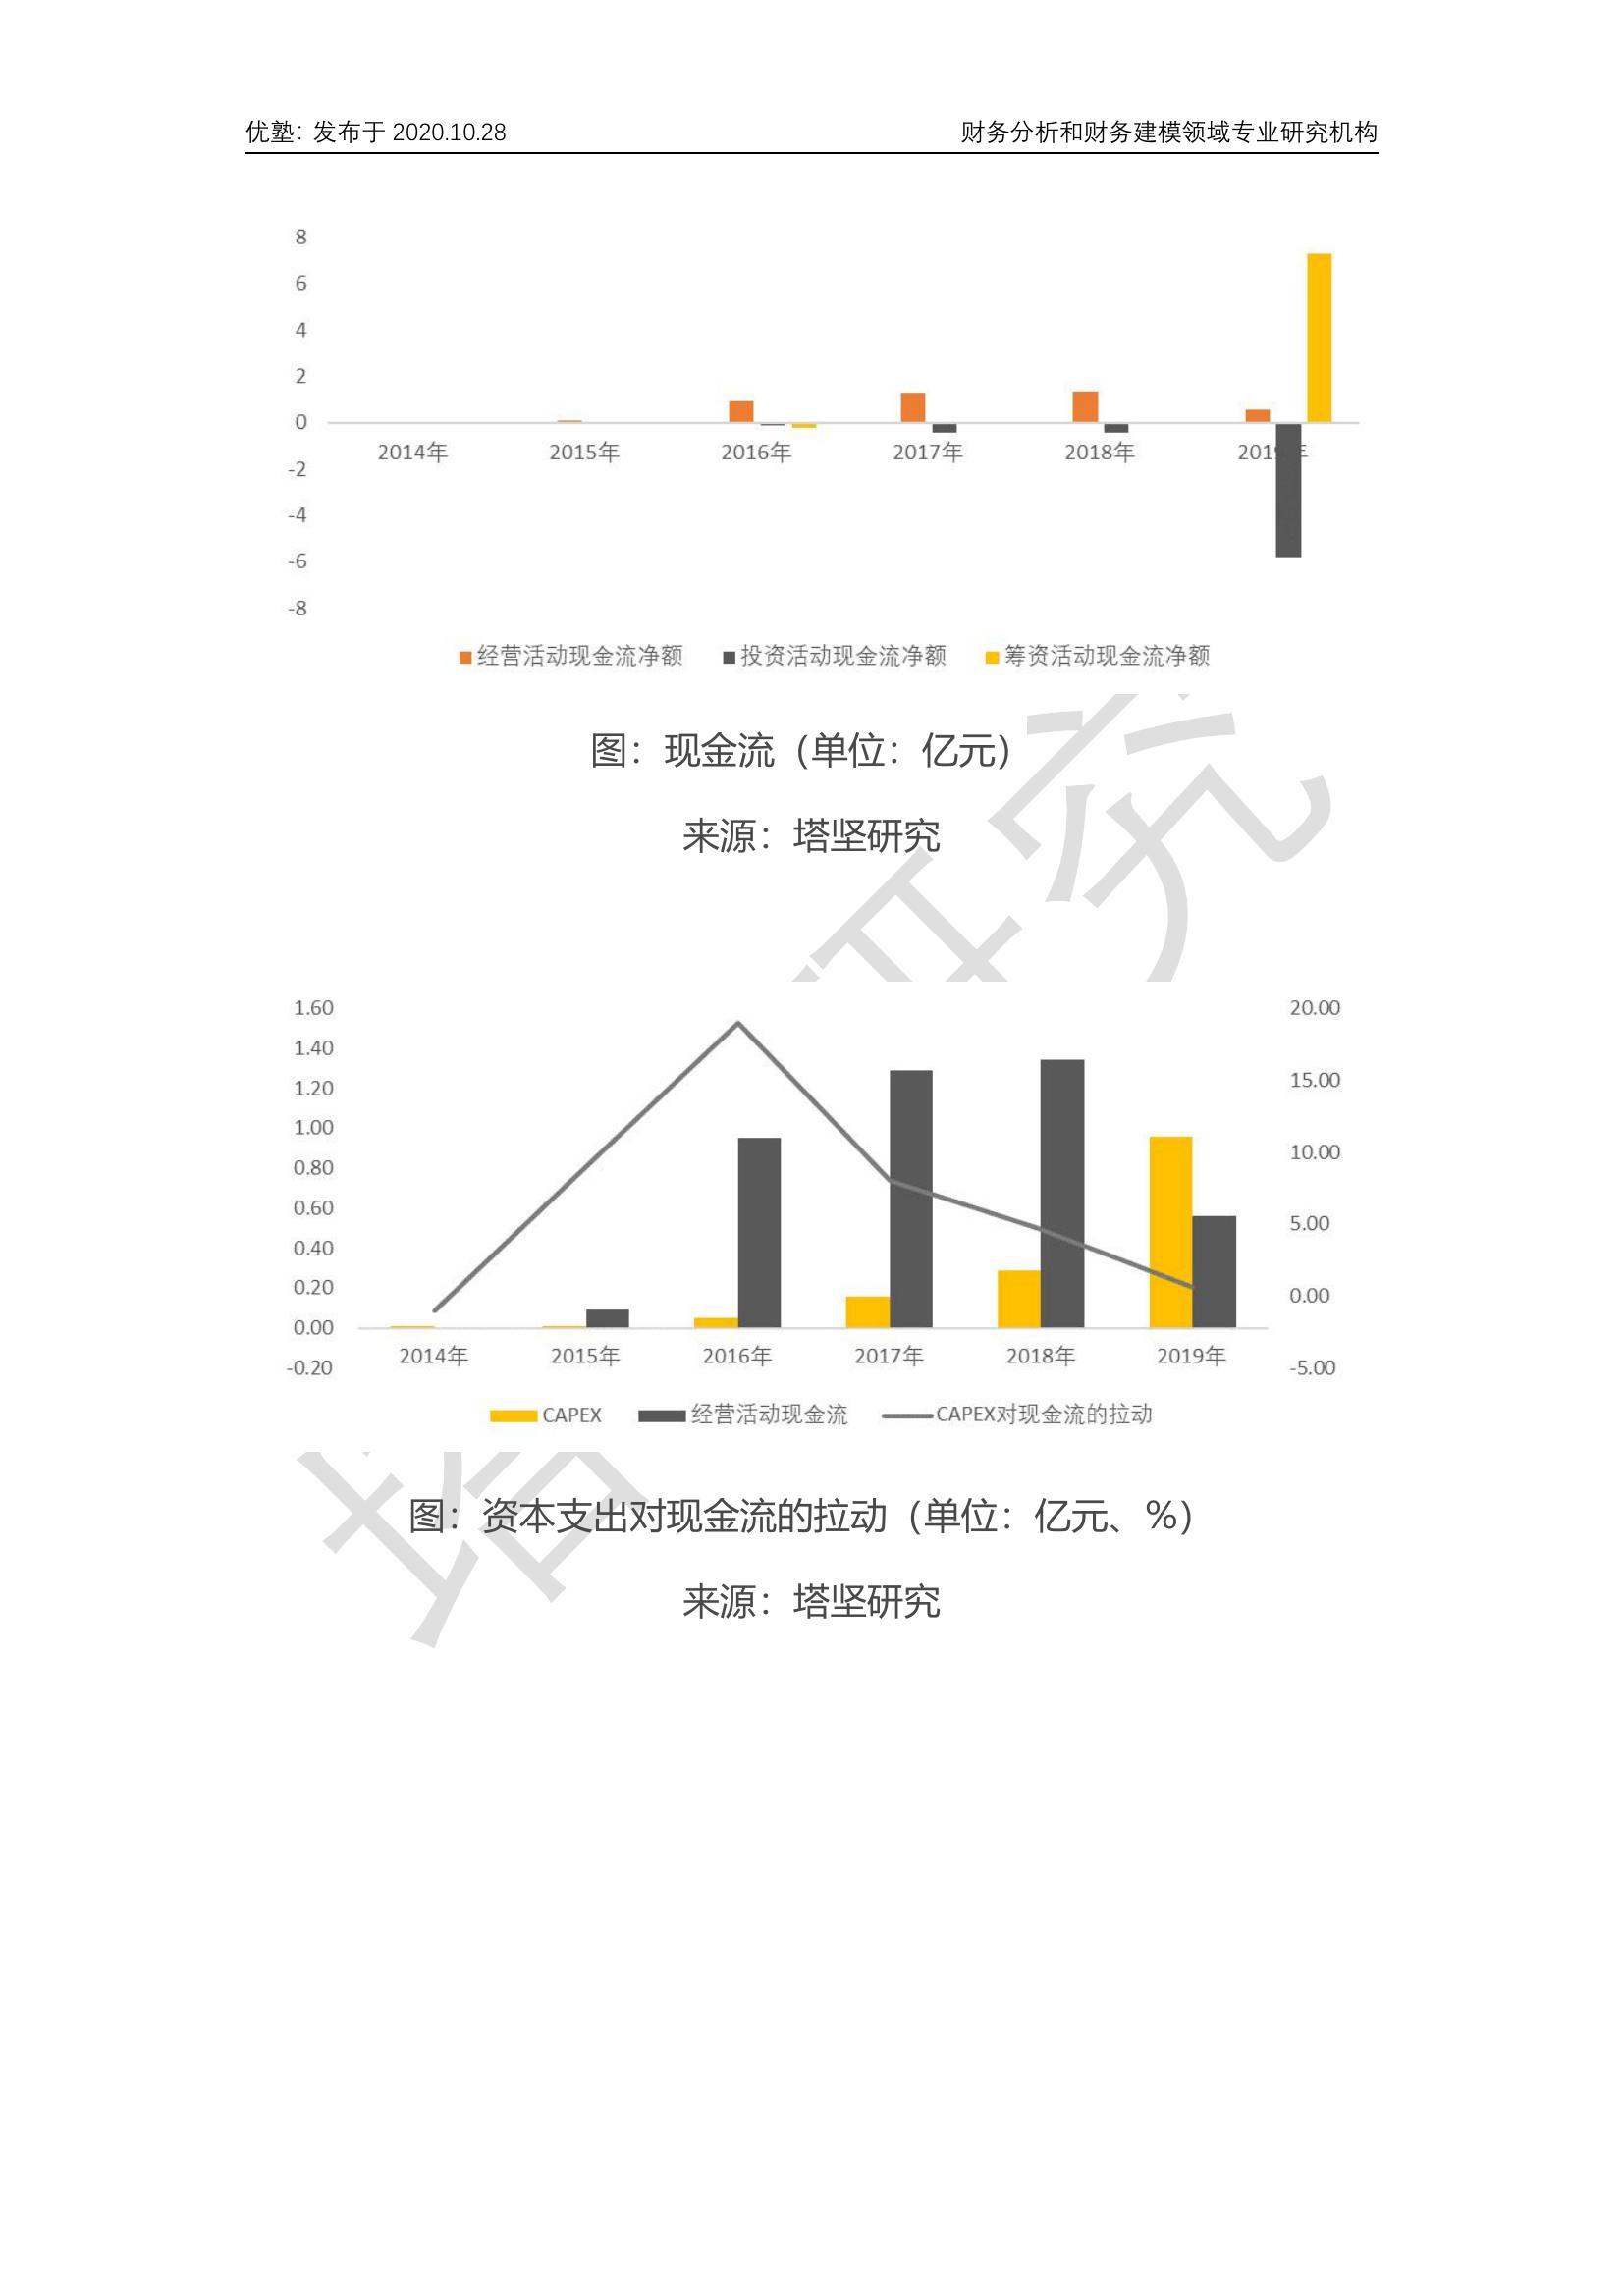 优塾：发布于 2020.10.28 财务分析和财务建模领域专业研究机构
8
6
4
2
0
-2
-4
-6
-8
2014年 2015年 2016年 2017年 2018年 2019年
经营活动现金流净额 投资活动现金流净额 筹资活动现金流净额
图：现金流（单位：亿元）
来源：塔坚研究
1.60 20.00
1.40
1.20 15.00
1.00
0.80 10.00
0.60
0.40 5.00
0.20
0.00 0.00
-0.20 -5.00
2014年 2015年 2016年 2017年 2018年 2019年
CAPEX 经营活动现金流 CAPEX对现金流的拉动
图：资本支出对现金流的拉动（单位：亿元、%）
来源：塔坚研究